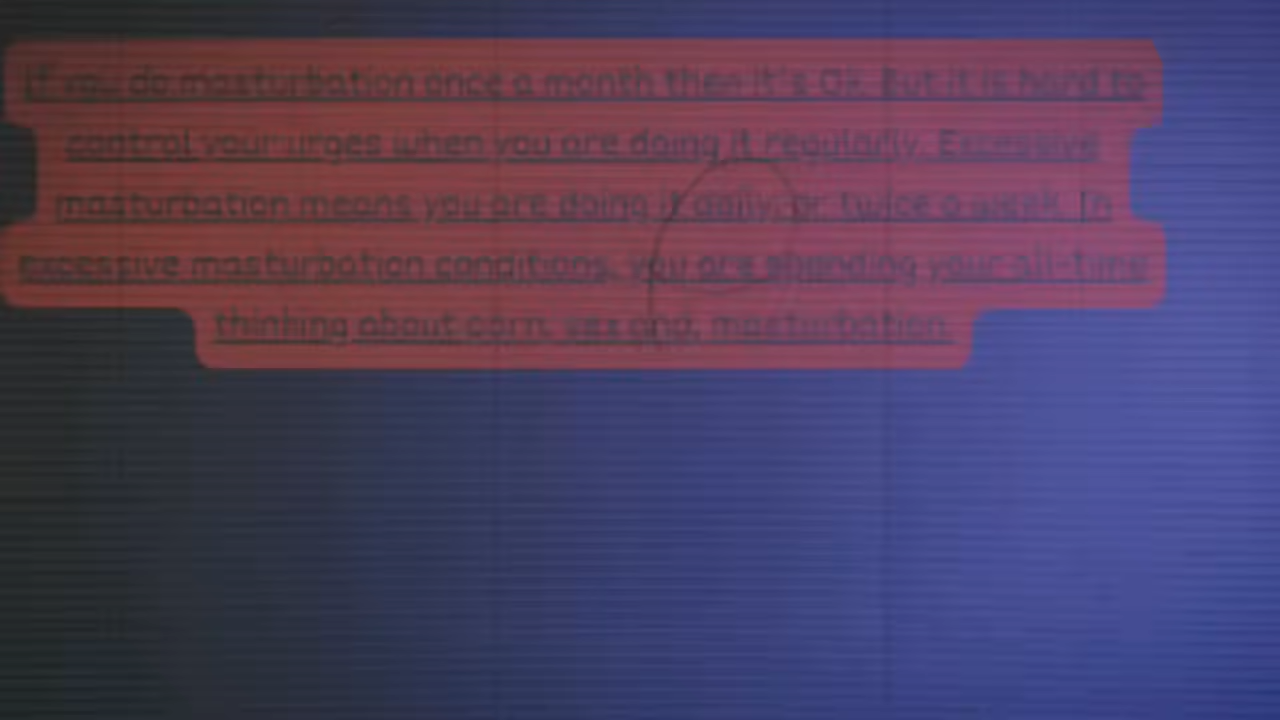 If you do masturbation once a month then it's Ok. But it is hard to
control your urges when you are doing it regularly. Excessive
masturbation means you are doing it daily, or twice a week. In
excessive masturbation conditions, you are spending your all-time
thinking about corn, sex and, masturbation.